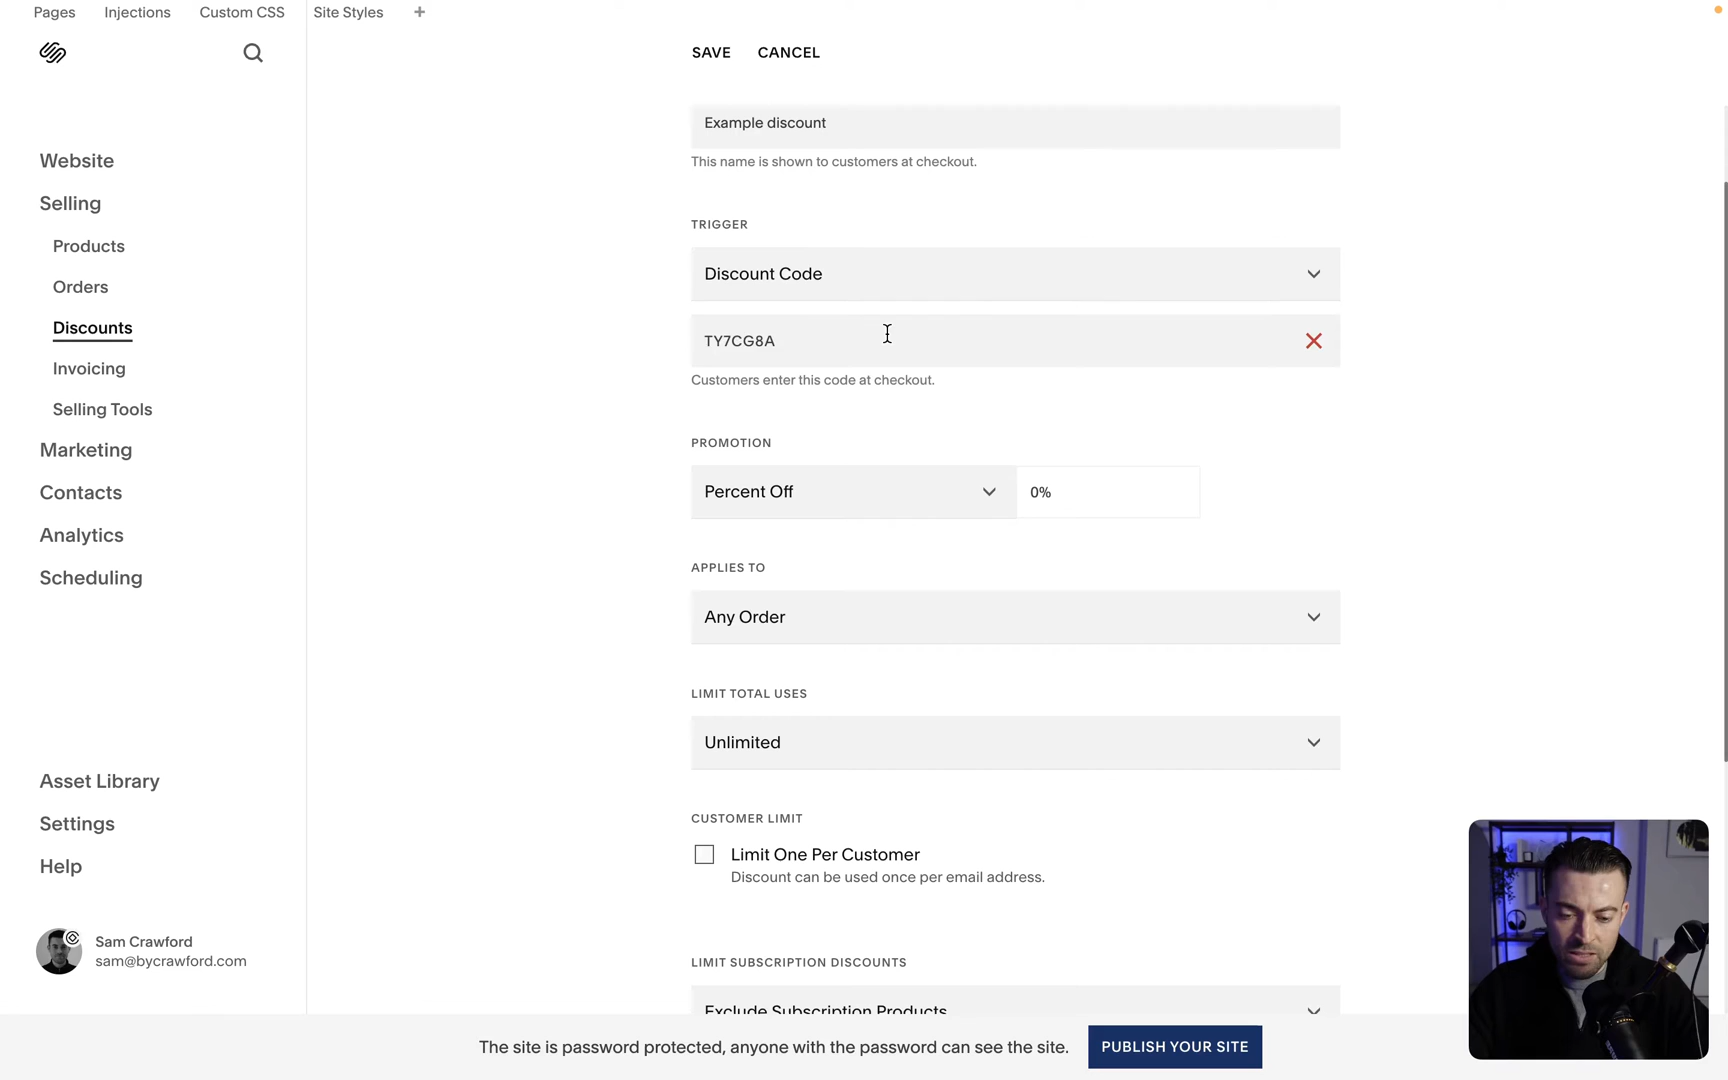 Pages Injections Custom CSS Site Styles +
SAVE CANCEL
Website
Selling
Products
Orders
Discounts
Invoicing
Selling Tools
Marketing
Contacts
Analytics
Scheduling
Asset Library
Settings
Help
Sam Crawford
sam@bycrawford.com
Example discount
This name is shown to customers at checkout.
TRIGGER
Discount Code
TY7CG8A
Customers enter this code at checkout.
PROMOTION
Percent Off 0%
APPLIES TO
Any Order
LIMIT TOTAL USES
Unlimited
CUSTOMER LIMIT
Limit One Per Customer
Discount can be used once per email address.
LIMIT SUBSCRIPTION DISCOUNTS
Exclude Subscription Products
The site is password protected, anyone with the password can see the site. PUBLISH YOUR SITE